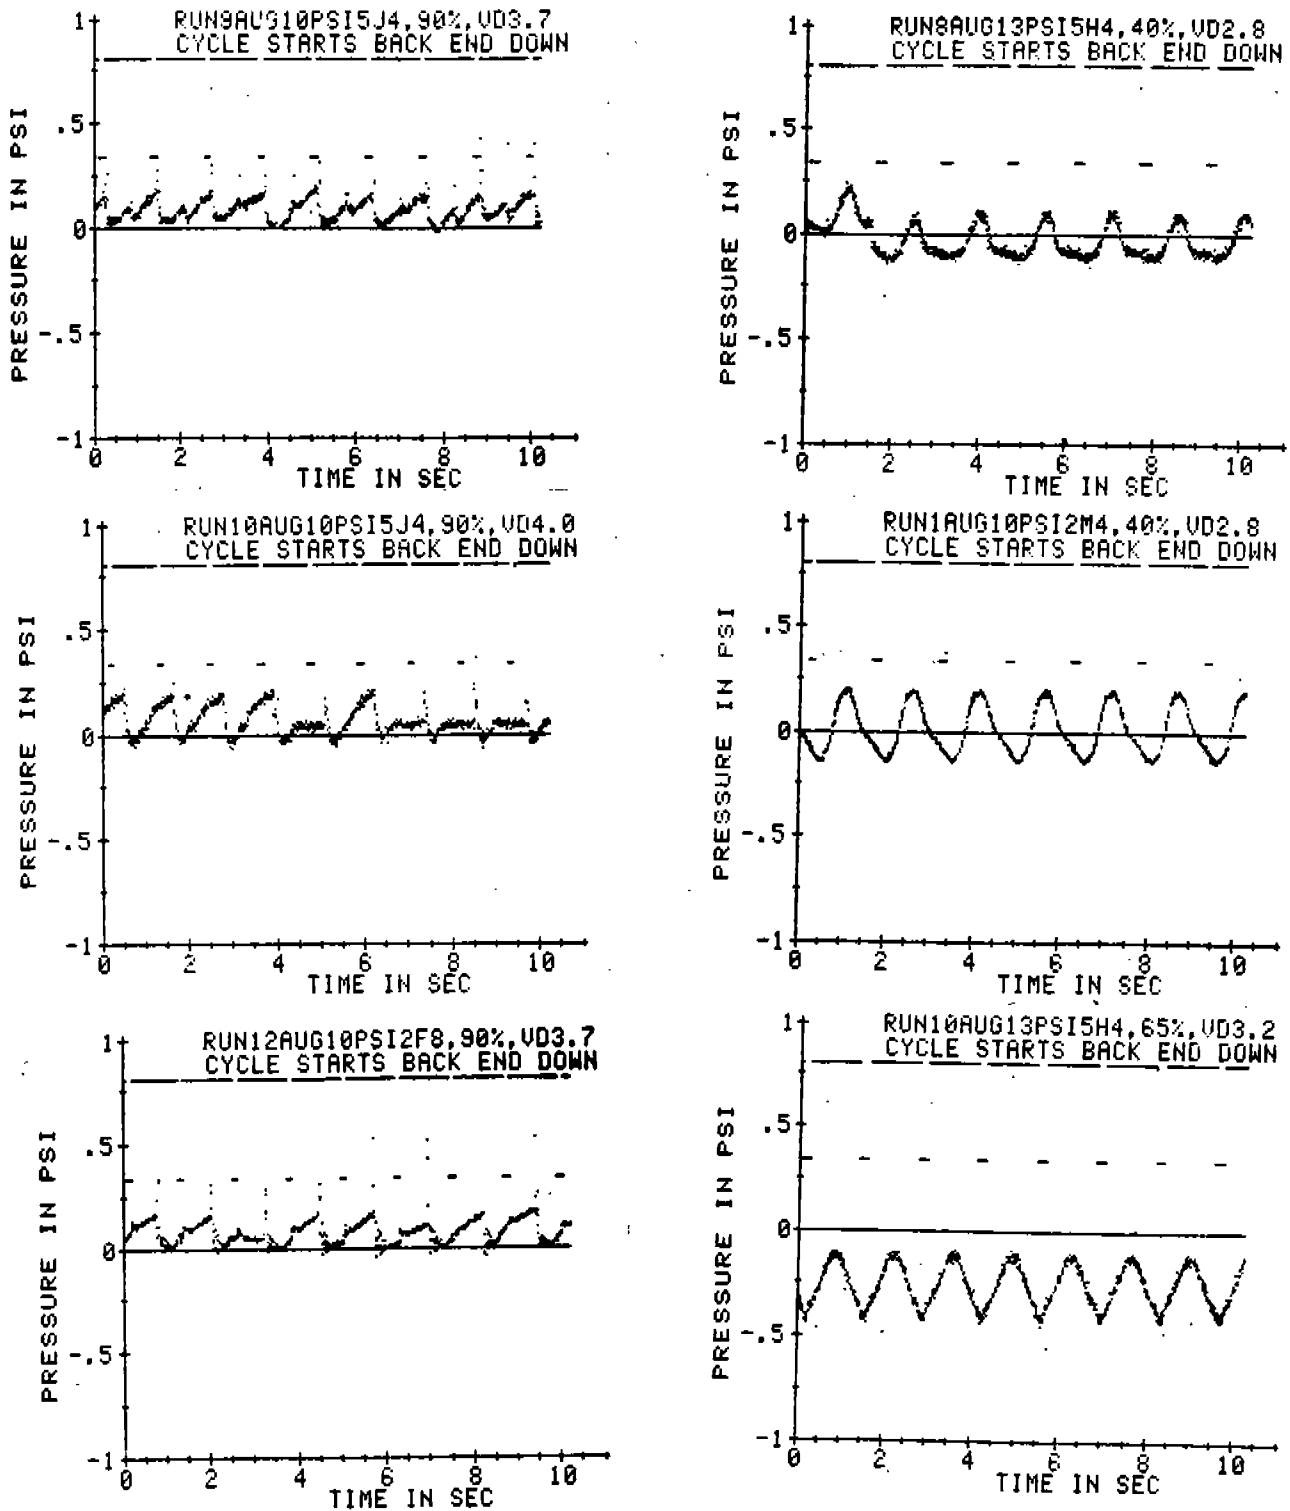 RUN9AUG10PSI5J4,90%,VD3.7
CYCLE STARTS BACK END DOWN
PRESSURE IN PSI
1
.5
0
-.5
-1
0 2 4 6 8 10
TIME IN SEC
RUN8AUG13PSI5H4,40%,VD2.8
CYCLE STARTS BACK END DOWN
PRESSURE IN PSI
1
.5
0
-.5
-1
0 2 4 6 8 10
TIME IN SEC
RUN10AUG10PSI5J4,90%,VD4.0
CYCLE STARTS BACK END DOWN
PRESSURE IN PSI
1
.5
0
-.5
-1
0 2 4 6 8 10
TIME IN SEC
RUN1AUG10PSI2M4,40%,VD2.8
CYCLE STARTS BACK END DOWN
PRESSURE IN PSI
1
.5
0
-.5
-1
0 2 4 6 8 10
TIME IN SEC
RUN12AUG10PSI2F8,90%,VD3.7
CYCLE STARTS BACK END DOWN
PRESSURE IN PSI
1
.5
0
-.5
-1
0 2 4 6 8 10
TIME IN SEC
RUN10AUG13PSI5H4,65%,VD3.2
CYCLE STARTS BACK END DOWN
PRESSURE IN PSI
1
.5
0
-.5
-1
0 2 4 6 8 10
TIME IN SEC